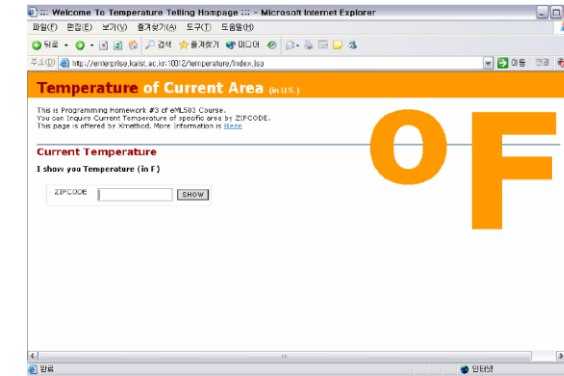 ::: Welcome To Temperature Telling Hompage ::: - Microsoft Internet Explorer
파일(F) 편집(E) 보기(V) 즐겨찾기(A) 도구(T) 도움말(H)
뒤로 검색 즐겨찾기 미디어
주소(D) http://enterprise.kaist.ac.kr:10012/temperature/index.jsp 이동 연결
Temperature of Current Area (in U.S.)
This is Programming Homework #3 of eML503 Course.
You can Inquire Current Temperature of specific area by ZIPCODE.
This page is offered by Xmethod. More Information is Here
OF
Current Temperature
I show you Temperature (in F)
ZIPCODE SHOW
완료 인터넷